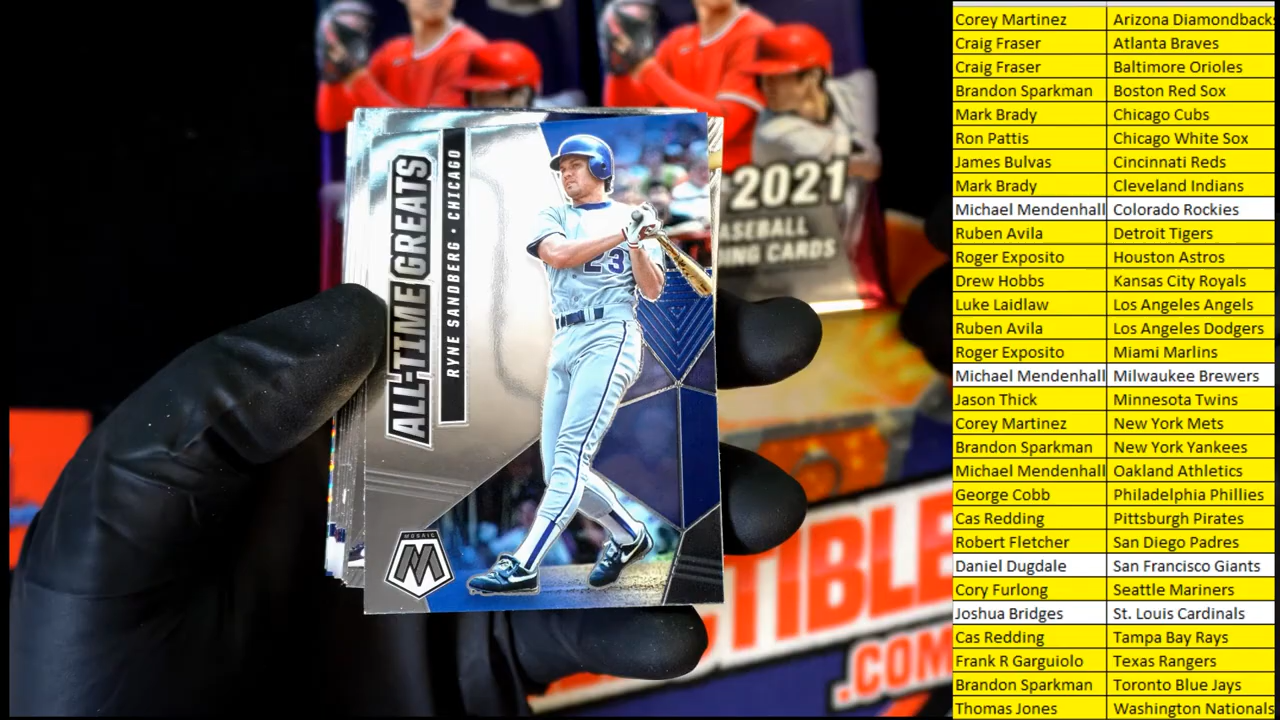 ALL-TIME GREATS
RYNE SANDBERG • CHICAGO
23
MOSAIC
M
2021
ASEBALL
NG CARDS
TIBLE
.COM
Corey Martinez Arizona Diamondbacks
Craig Fraser Atlanta Braves
Craig Fraser Baltimore Orioles
Brandon Sparkman Boston Red Sox
Mark Brady Chicago Cubs
Ron Pattis Chicago White Sox
James Bulvas Cincinnati Reds
Mark Brady Cleveland Indians
Michael Mendenhall Colorado Rockies
Ruben Avila Detroit Tigers
Roger Exposito Houston Astros
Drew Hobbs Kansas City Royals
Luke Laidlaw Los Angeles Angels
Ruben Avila Los Angeles Dodgers
Roger Exposito Miami Marlins
Michael Mendenhall Milwaukee Brewers
Jason Thick Minnesota Twins
Corey Martinez New York Mets
Brandon Sparkman New York Yankees
Michael Mendenhall Oakland Athletics
George Cobb Philadelphia Phillies
Cas Redding Pittsburgh Pirates
Robert Fletcher San Diego Padres
Daniel Dugdale San Francisco Giants
Cory Furlong Seattle Mariners
Joshua Bridges St. Louis Cardinals
Cas Redding Tampa Bay Rays
Frank R Garguiolo Texas Rangers
Brandon Sparkman Toronto Blue Jays
Thomas Jones Washington Nationals